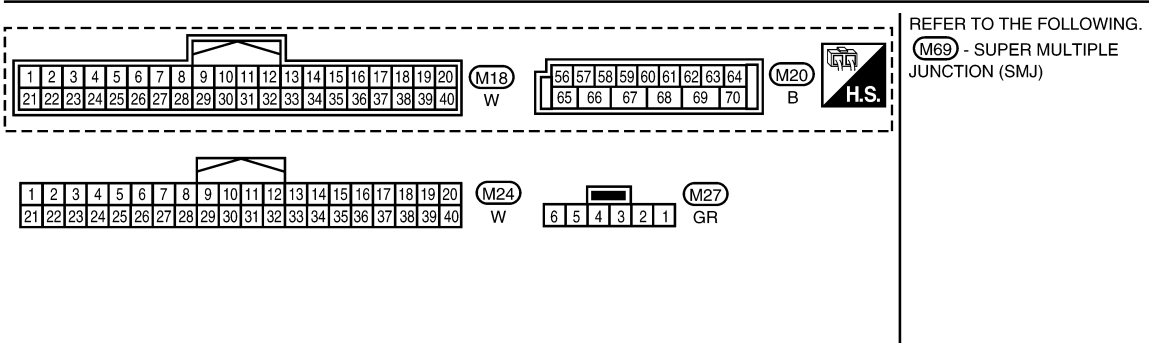 REFER TO THE FOLLOWING.
M69 - SUPER MULTIPLE
JUNCTION (SMJ)
1 2 3 4 5 6 7 8 9 10 11 12 13 14 15 16 17 18 19 20
21 22 23 24 25 26 27 28 29 30 31 32 33 34 35 36 37 38 39 40
M18
W
56 57 58 59 60 61 62 63 64
65 66 67 68 69 70
M20
B
H.S.
1 2 3 4 5 6 7 8 9 10 11 12 13 14 15 16 17 18 19 20
21 22 23 24 25 26 27 28 29 30 31 32 33 34 35 36 37 38 39 40
M24
W
6 5 4 3 2 1
M27
GR